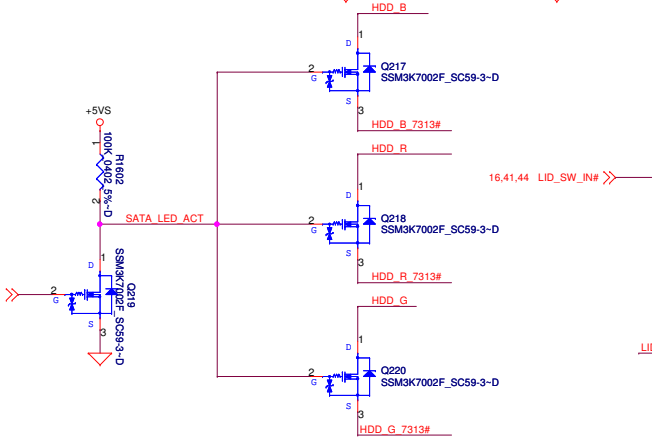 HDD_B
1
D
2
G
Q217
SSM3K7002F_SC59-3~D
S
3
HDD_B_7313#
HDD_R
1
D
2
G
Q218
SSM3K7002F_SC59-3~D
S
3
HDD_R_7313#
HDD_G
1
D
2
G
Q220
SSM3K7002F_SC59-3~D
S
3
HDD_G_7313#
+5VS
1
R1602
100K_0402_5%~D
2
SATA_LED_ACT
1
D
2
G
Q219
SSM3K7002F_SC59-3~D
S
3
16,41,44 LID_SW_IN#